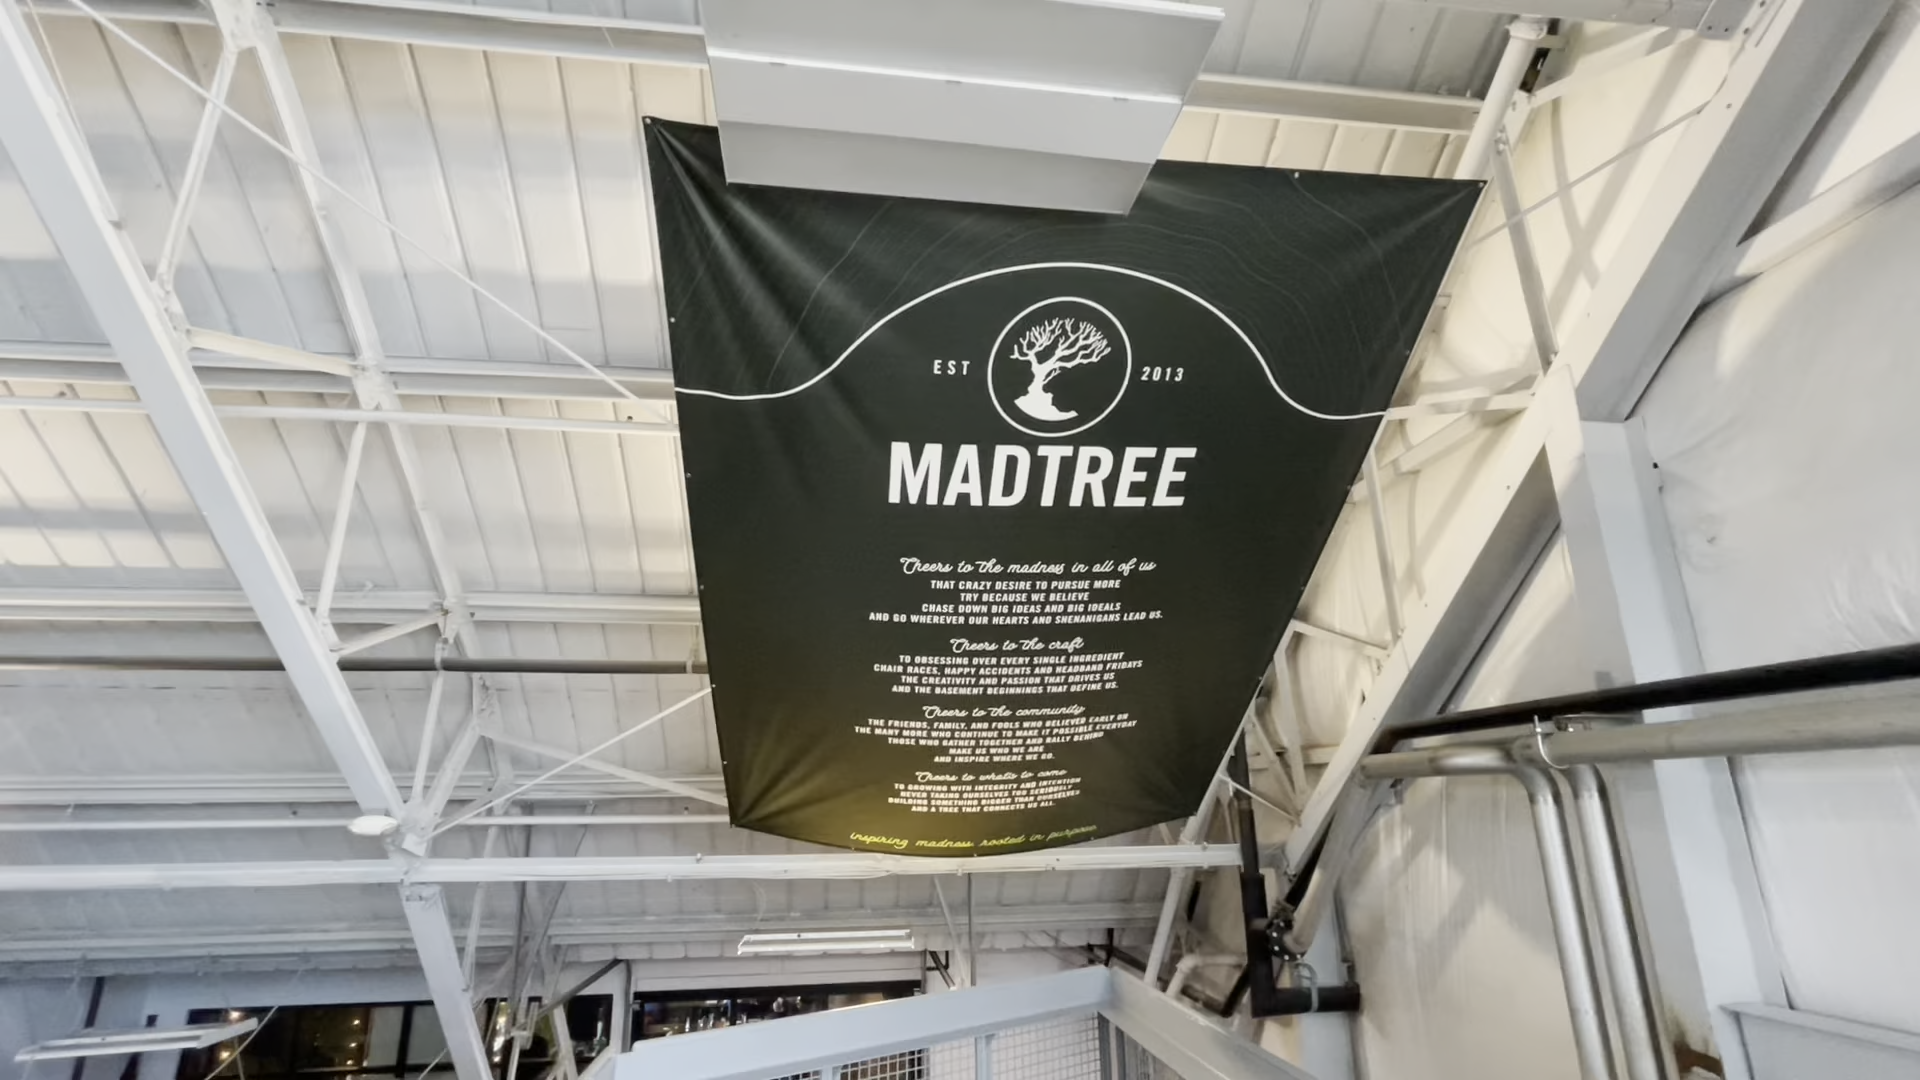 EST 2013
MADTREE
Cheers to the madness in all of us
THAT CRAZY DESIRE TO PURSUE MORE
TRY BECAUSE WE BELIEVE
CHASE DOWN BIG IDEAS AND BIG IDEALS
AND GO WHEREVER OUR HEARTS AND SHENANIGANS LEAD US.
Cheers to the craft
TO OBSESSING OVER EVERY SINGLE INGREDIENT
CHAIR RACES, HAPPY ACCIDENTS AND HEADBAND FRIDAYS
THE CREATIVITY AND PASSION THAT DRIVES US
AND THE BASEMENT BEGINNINGS THAT DEFINE US.
Cheers to the community
THE FRIENDS, FAMILY, AND FOOLS WHO BELIEVED EARLY ON
THE MANY MORE WHO CONTINUE TO MAKE IT POSSIBLE EVERYDAY
THOSE WHO GATHER TOGETHER AND RALLY BEHIND
MAKE US WHO WE ARE
AND INSPIRE WHERE WE GO.
Cheers to what's to come
TO GROWING WITH INTEGRITY AND INTENTION
NEVER TAKING OURSELVES TOO SERIOUSLY
BUILDING SOMETHING BIGGER THAN OURSELVES
AND A TREE THAT CONNECTS US ALL.
inspiring madness rooted in purpose